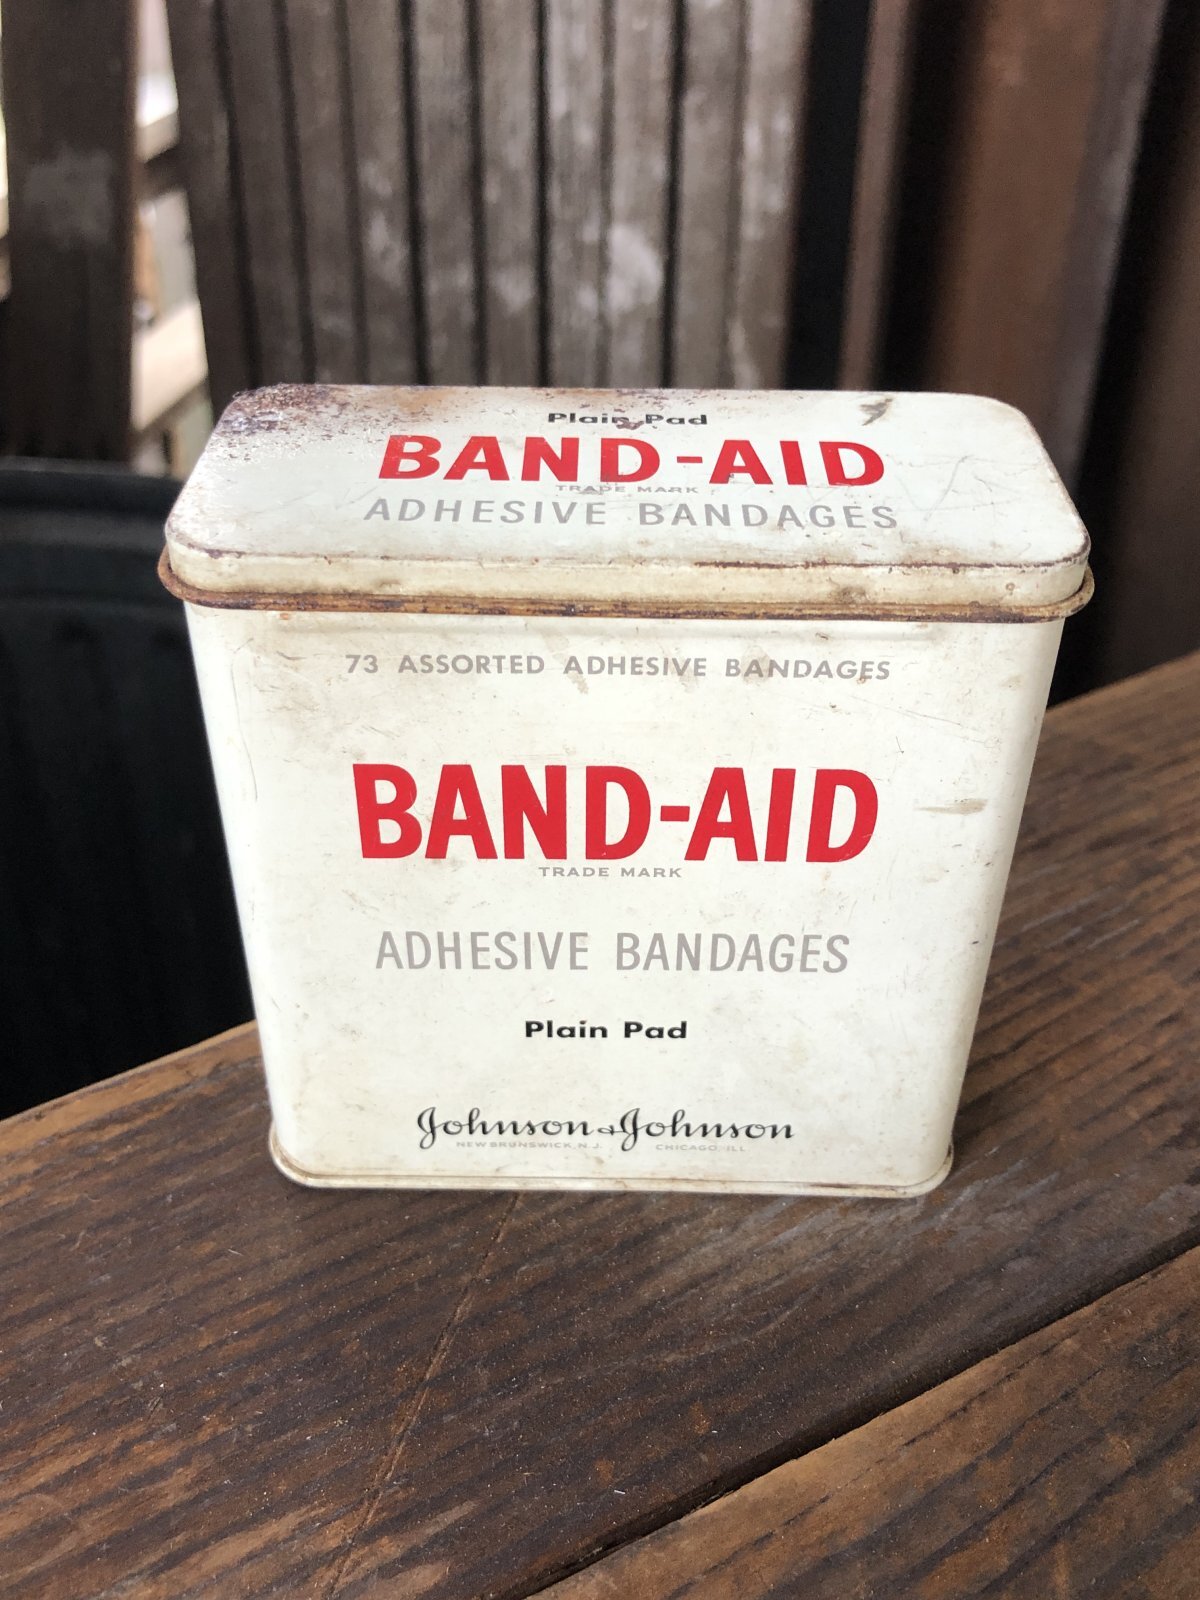 Plain Pad
BAND-AID
TRADE MARK
ADHESIVE BANDAGES
73 ASSORTED ADHESIVE BANDAGES
BAND-AID
TRADE MARK
ADHESIVE BANDAGES
Plain Pad
Johnson & Johnson
NEW BRUNSWICK, N.J. CHICAGO, ILL